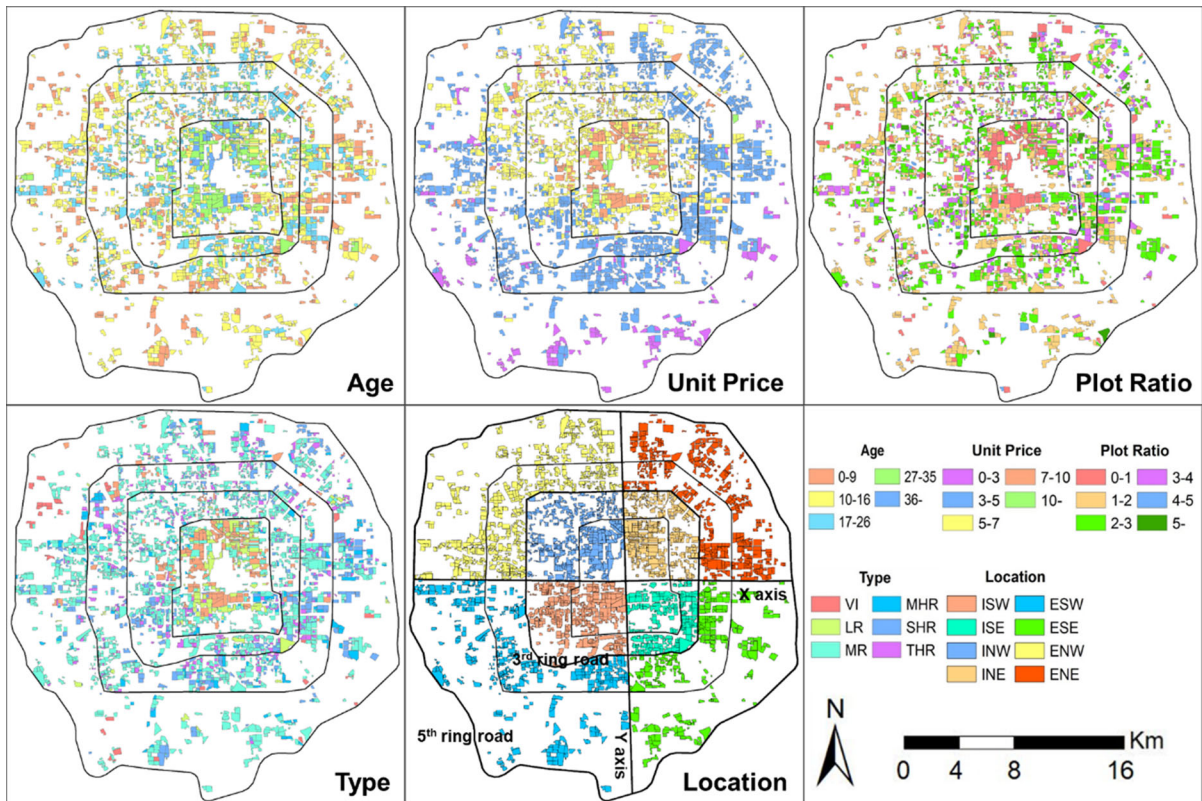 Age
Unit Price
Plot Ratio
Type
3rd ring road
5th ring road
X axis
Y axis
Location
Age
0-9
27-35
10-16
36-
17-26
Unit Price
0-3
7-10
3-5
10-
5-7
Plot Ratio
0-1
3-4
1-2
4-5
2-3
5-
Type
VI
MHR
LR
SHR
MR
THR
Location
ISW
ESW
ISE
ESE
INW
ENW
INE
ENE
N
Km
0 4 8 16